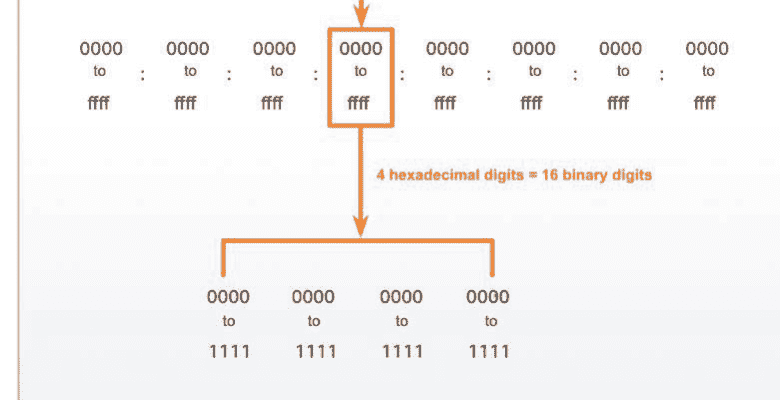 0000 0000 0000 0000 0000 0000 0000 0000
to : to : to : to : to : to : to : to
ffff ffff ffff ffff ffff ffff ffff ffff
4 hexadecimal digits = 16 binary digits
0000 0000 0000 0000
to to to to
1111 1111 1111 1111